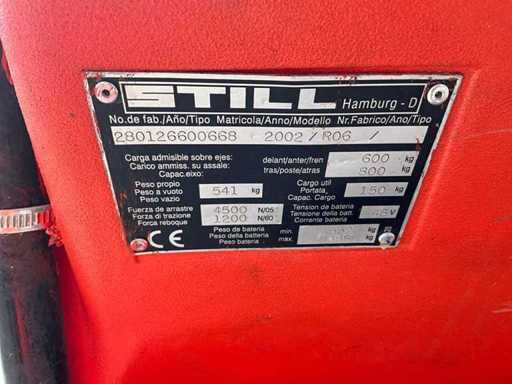 STILL Hamburg - D
No.de fab./Año/Tipo Matricola/Anno/Modello Nr.Fabrico/Ano/Tipo
280126600668 2002/R06 /
Carga admisible sobre ejes: delant/anter/fren 600 kg
Carico ammiss. su assale: tras/poste/atras 800 kg
Capac.eixo:
Peso propio Cargo util
Peso a vuoto 541 kg Portata 150 kg
Peso vazio Capac. Cargo
Fuerza de arrastre 4500 N/05 Tension de bateria
Forza di trazione 1200 N/60 Tensione della batt. V
Força reboque Corrente bateria
Peso de bateria min. kg
Peso della batteria max. kg
Peso bateria
CE